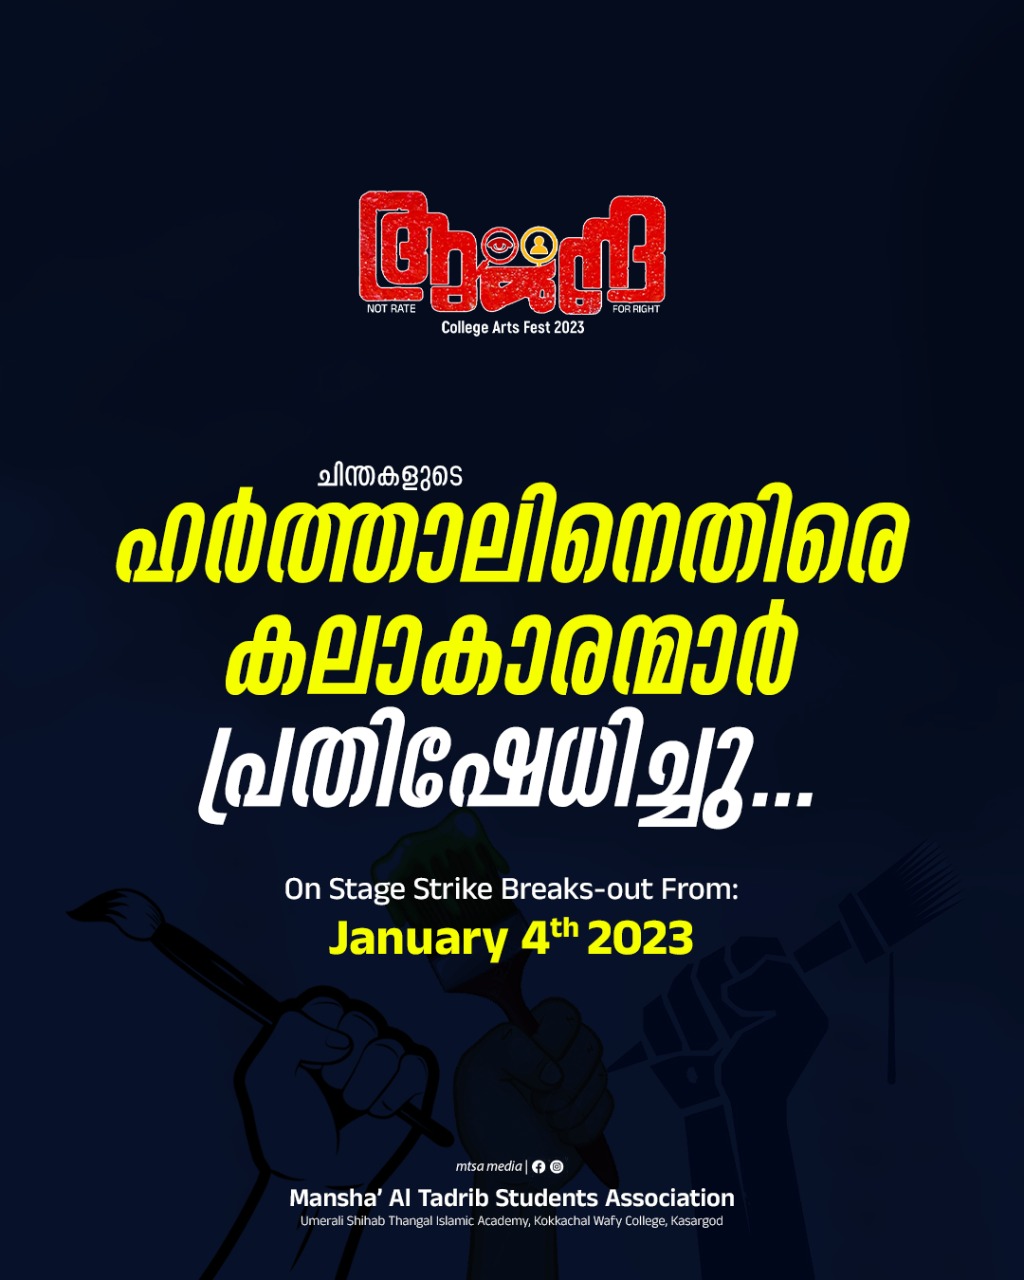 NOT RATE
FOR RIGHT
College Arts Fest 2023
ചിന്തകളുടെ
ഹർത്താലിനെതിരെ
കലാകാരന്മാർ
പ്രതിഷേധിച്ചു...
On Stage Strike Breaks-out From:
January 4th 2023
mtsa media |
Mansha’ Al Tadrib Students Association
Umerali Shihab Thangal Islamic Academy, Kokkachal Wafy College, Kasargod